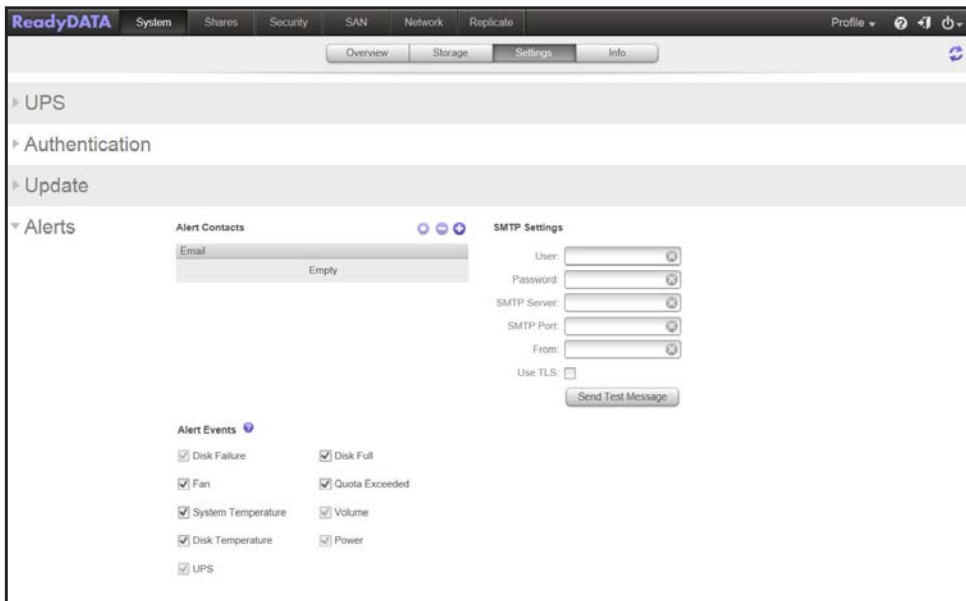 ReadyDATA System Shares Security SAN Network Replicate Profile
Overview Storage Settings Info
UPS
Authentication
Update
Alerts
Alert Contacts
Email
Empty
SMTP Settings
User:
Password:
SMTP Server:
SMTP Port:
From:
Use TLS:
Send Test Message
Alert Events
Disk Failure Disk Full
Fan Quota Exceeded
System Temperature Volume
Disk Temperature Power
UPS